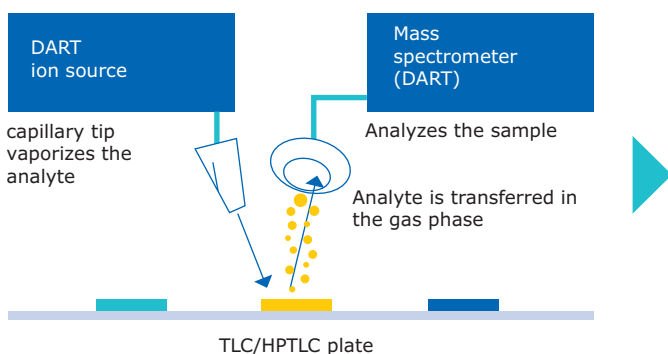 DART
ion source
Mass
spectrometer
(DART)
capillary tip
vaporizes the
analyte
Analyzes the sample
Analyte is transferred in
the gas phase
TLC/HPTLC plate